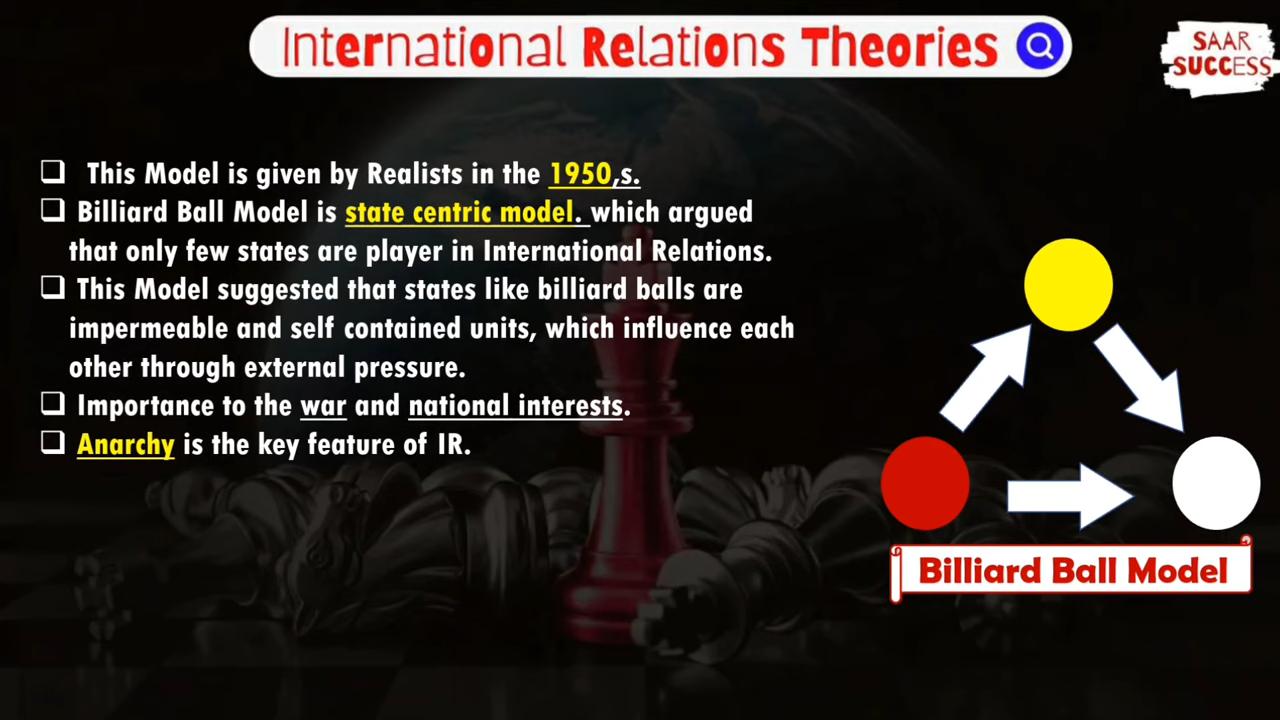 International Relations Theories
SAAR
SUCCESS
This Model is given by Realists in the 1950,s.
Billiard Ball Model is state centric model. which argued
that only few states are player in International Relations.
This Model suggested that states like billiard balls are
impermeable and self contained units, which influence each
other through external pressure.
Importance to the war and national interests.
Anarchy is the key feature of IR.
Billiard Ball Model